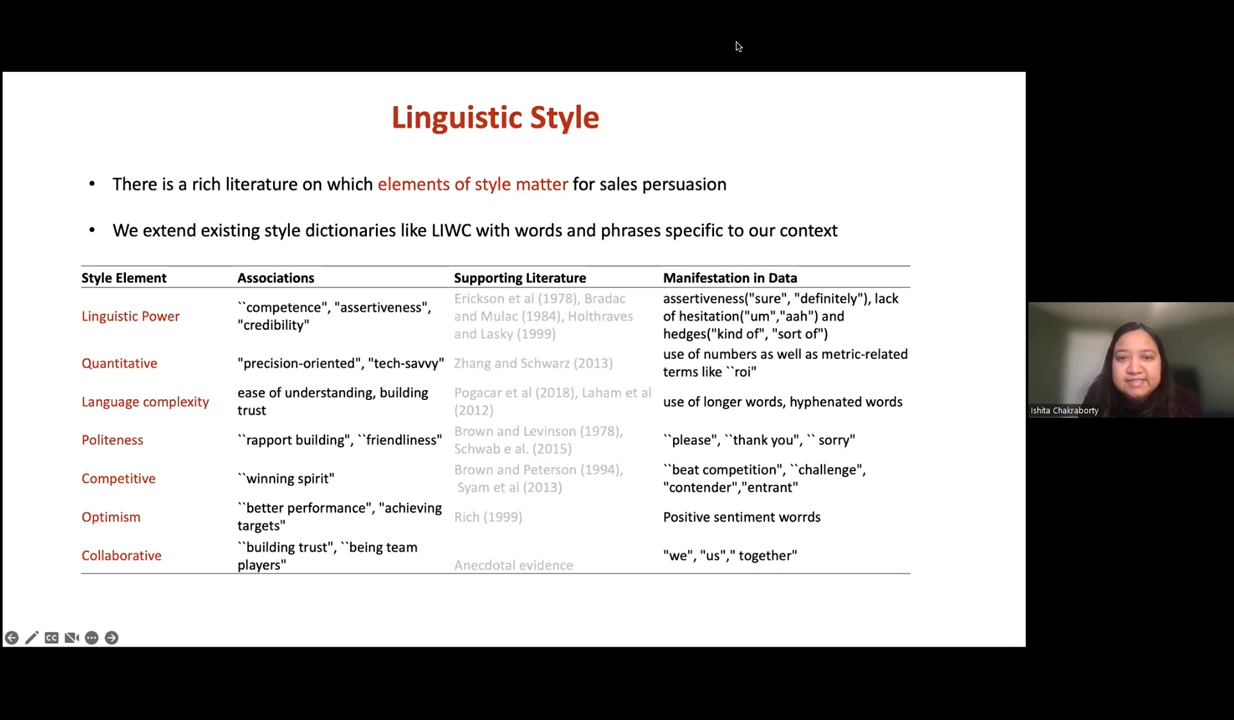 Linguistic Style
• There is a rich literature on which elements of style matter for sales persuasion
• We extend existing style dictionaries like LIWC with words and phrases specific to our context
Style Element Associations Supporting Literature Manifestation in Data
Linguistic Power
``competence", "assertiveness",
"credibility"
Erickson et al (1978), Bradac
and Mulac (1984), Holthraves
and Lasky (1999)
assertiveness("sure", "definitely"), lack
of hesitation("um","aah") and
hedges("kind of", "sort of")
Quantitative
"precision-oriented", "tech-savvy"
Zhang and Schwarz (2013)
use of numbers as well as metric-related
terms like ``roi"
Language complexity
ease of understanding, building
trust
Pogacar et al (2018), Laham et al
(2012)
use of longer words, hyphenated words
Politeness
``rapport building", ``friendliness"
Brown and Levinson (1978),
Schwab e al. (2015)
``please", ``thank you", `` sorry"
Competitive
``winning spirit"
Brown and Peterson (1994),
Syam et al (2013)
``beat competition", ``challenge",
"contender","entrant"
Optimism
``better performance", "achieving
targets"
Rich (1999)
Positive sentiment worrds
Collaborative
``building trust", ``being team
players"
Anecdotal evidence
"we", "us"," together"
CC
Ishita Chakraborty